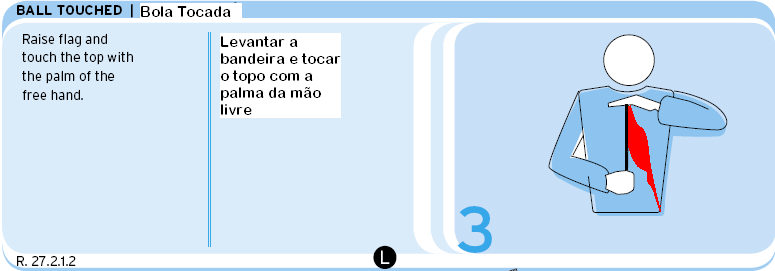 BALL TOUCHED | Bola Tocada
Raise flag and
touch the top with
the palm of the
free hand.
Levantar a
bandeira e tocar
o topo com a
palma da mão
livre
3
R. 27.2.1.2
L